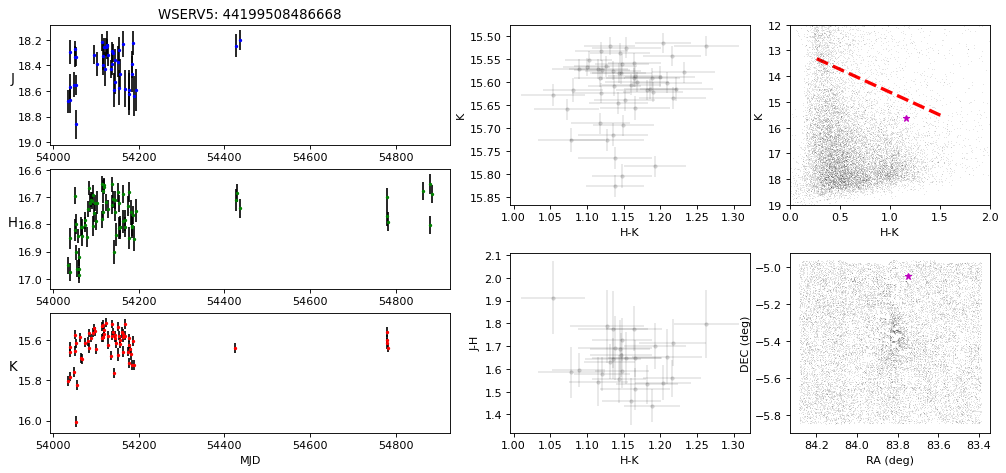 WSERV5: 44199508486668
J
18.2
18.4
18.6
18.8
19.0
54000 54200 54400 54600 54800
H
16.6
16.7
16.8
16.9
17.0
54000 54200 54400 54600 54800
K
15.6
15.8
16.0
54000 54200 54400 54600 54800
MJD
K
15.50
15.55
15.60
15.65
15.70
15.75
15.80
15.85
1.00 1.05 1.10 1.15 1.20 1.25 1.30
H-K
J-H
2.1
2.0
1.9
1.8
1.7
1.6
1.5
1.4
1.00 1.05 1.10 1.15 1.20 1.25 1.30
H-K
K
12
13
14
15
16
17
18
19
0.0 0.5 1.0 1.5 2.0
H-K
DEC (deg)
−5.0
−5.2
−5.4
−5.6
−5.8
84.2 84.0 83.8 83.6 83.4
RA (deg)